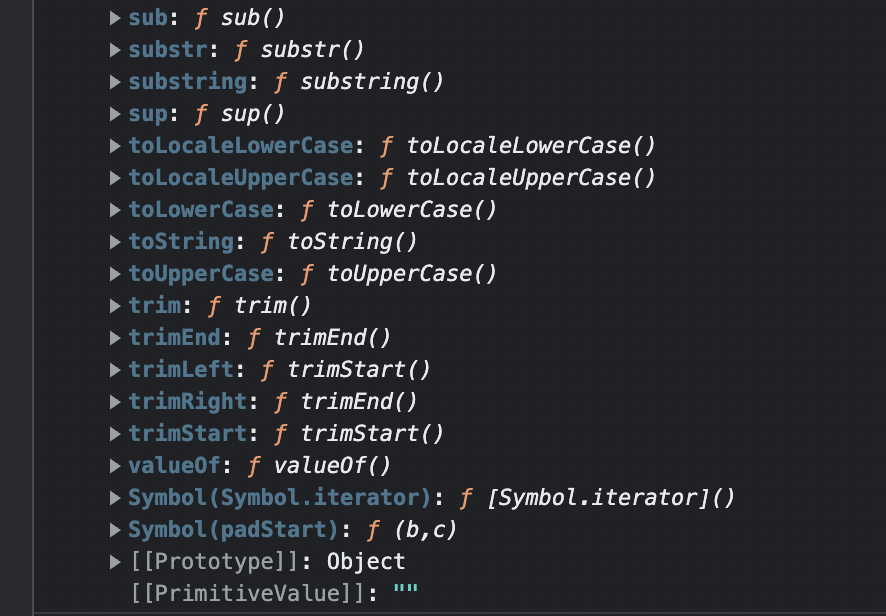 ▶ sub: ƒ sub()
▶ substr: ƒ substr()
▶ substring: ƒ substring()
▶ sup: ƒ sup()
▶ toLocaleLowerCase: ƒ toLocaleLowerCase()
▶ toLocaleUpperCase: ƒ toLocaleUpperCase()
▶ toLowerCase: ƒ toLowerCase()
▶ toString: ƒ toString()
▶ toUpperCase: ƒ toUpperCase()
▶ trim: ƒ trim()
▶ trimEnd: ƒ trimEnd()
▶ trimLeft: ƒ trimStart()
▶ trimRight: ƒ trimEnd()
▶ trimStart: ƒ trimStart()
▶ valueOf: ƒ valueOf()
▶ Symbol(Symbol.iterator): ƒ [Symbol.iterator]()
▶ Symbol(padStart): ƒ (b,c)
▶ [[Prototype]]: Object
[[PrimitiveValue]]: ""